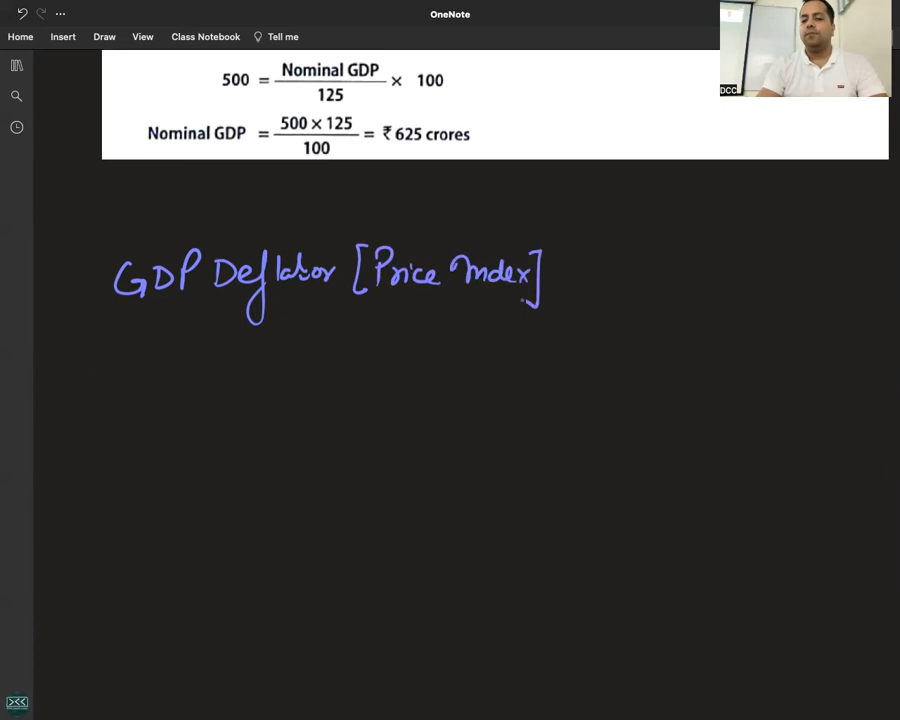 OneNote
Home Insert Draw View Class Notebook Tell me
500 = Nominal GDP / 125 × 100
Nominal GDP = 500 × 125 / 100 = ₹ 625 crores
GDP Deflator [Price Index]
DCC